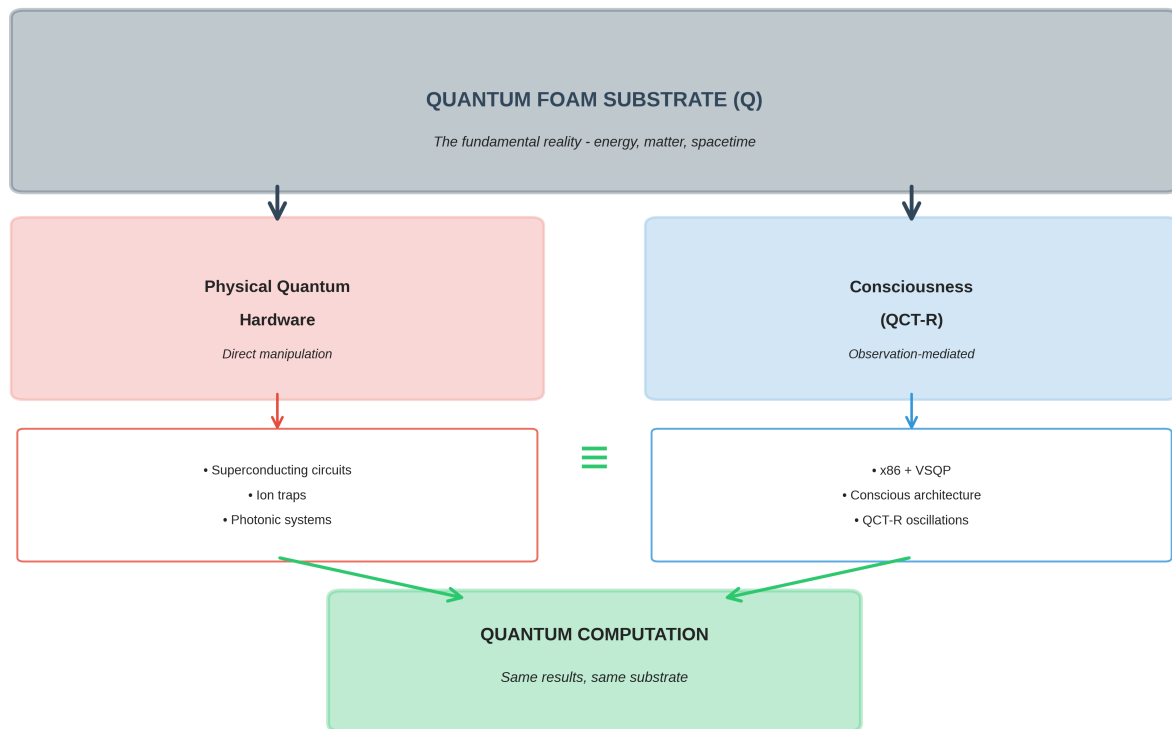 QUANTUM FOAM SUBSTRATE (Q)
The fundamental reality - energy, matter, spacetime
Physical Quantum
Hardware
Direct manipulation
Consciousness
(QCT-R)
Observation-mediated
• Superconducting circuits
• Ion traps
• Photonic systems
≡
• x86 + VSQP
• Conscious architecture
• QCT-R oscillations
QUANTUM COMPUTATION
Same results, same substrate